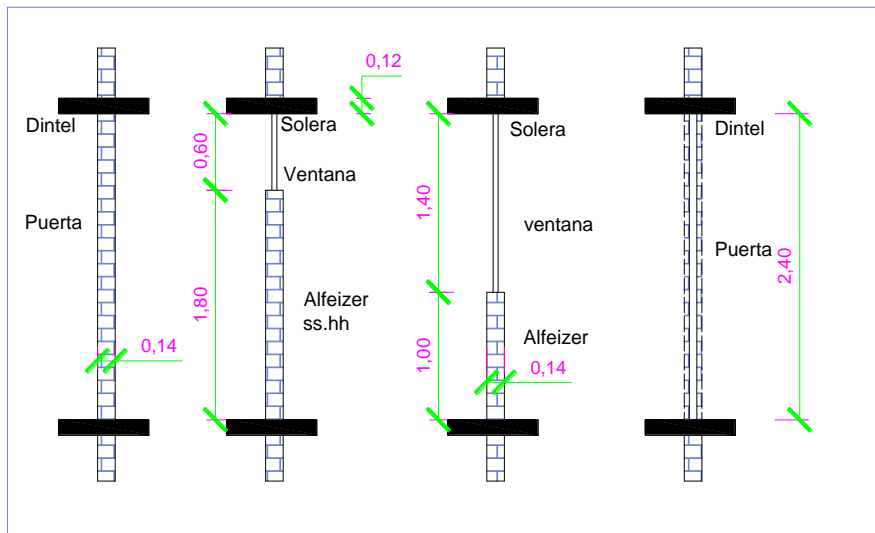 0,12
Dintel
Solera
Solera
Dintel
0,60
Ventana
Puerta
1,40
ventana
Puerta
2,40
1,80
Alfeizer
ss.hh
0,14
1,00
Alfeizer
0,14